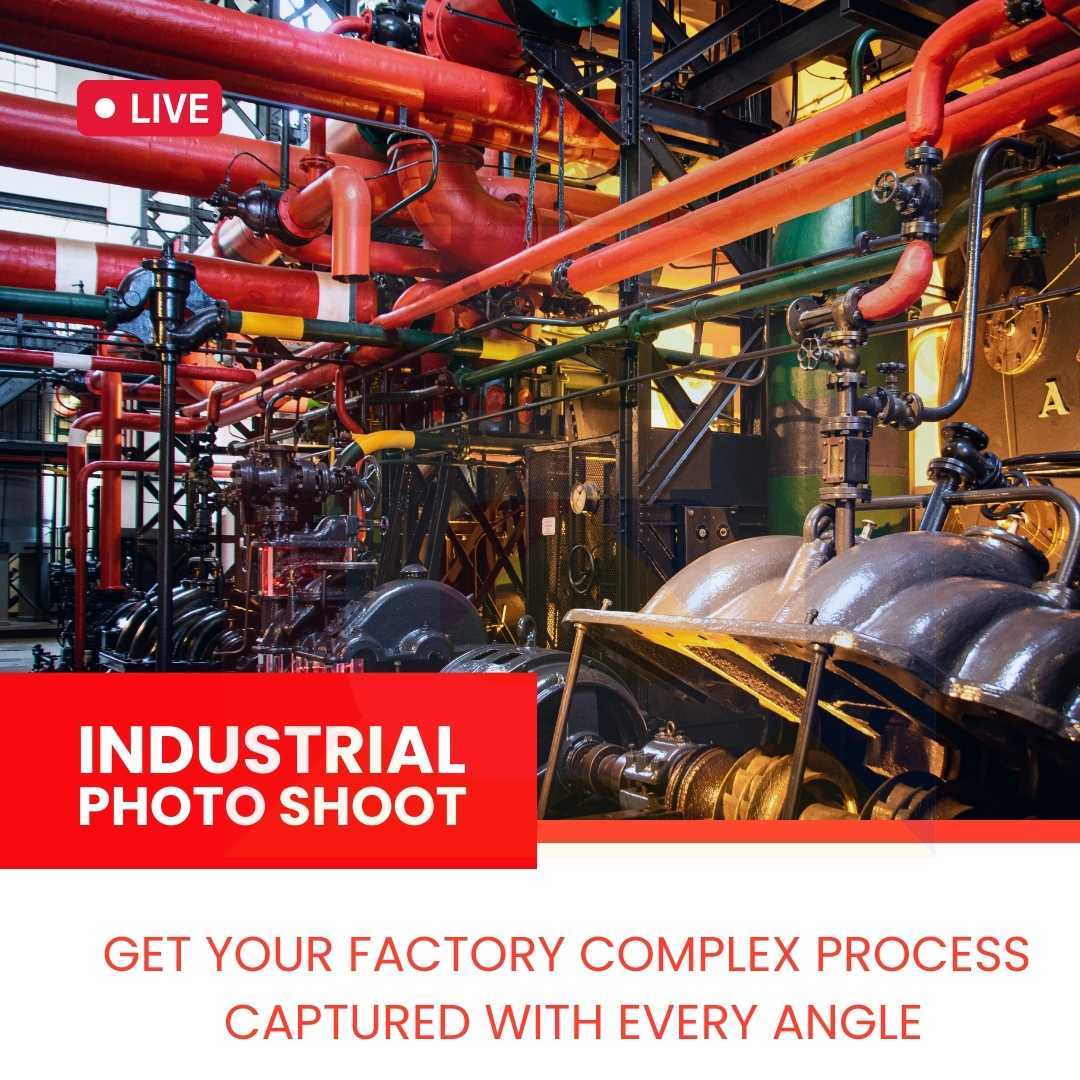 LIVE
A
INDUSTRIAL
PHOTO SHOOT
GET YOUR FACTORY COMPLEX PROCESS
CAPTURED WITH EVERY ANGLE